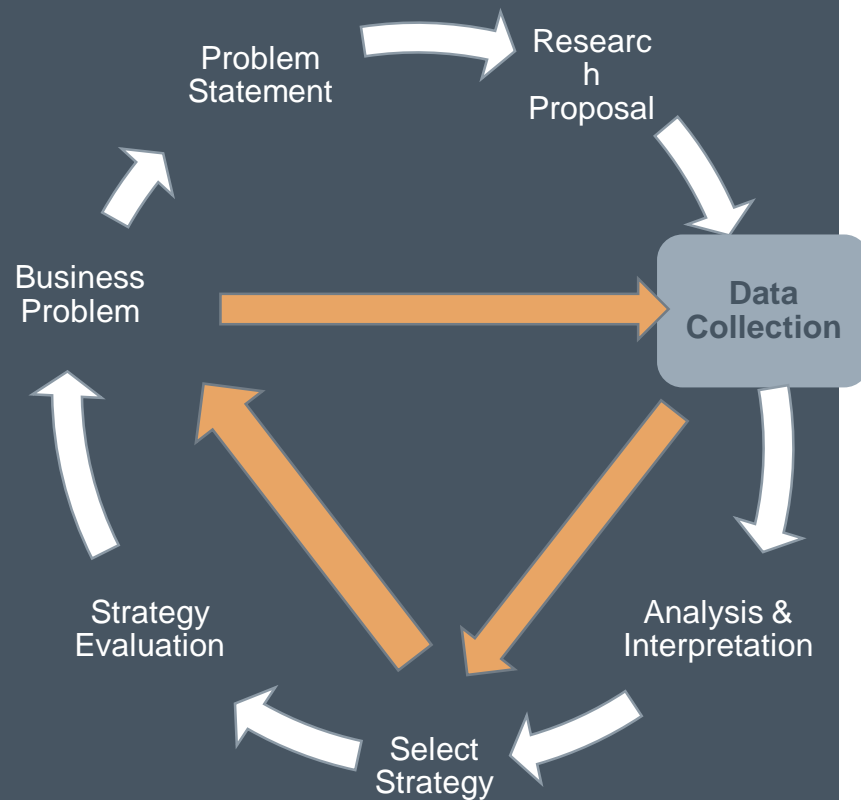 Problem
Statement
Researc
h
Proposal
Business
Problem
Data
Collection
Strategy
Evaluation
Analysis &
Interpretation
Select
Strategy